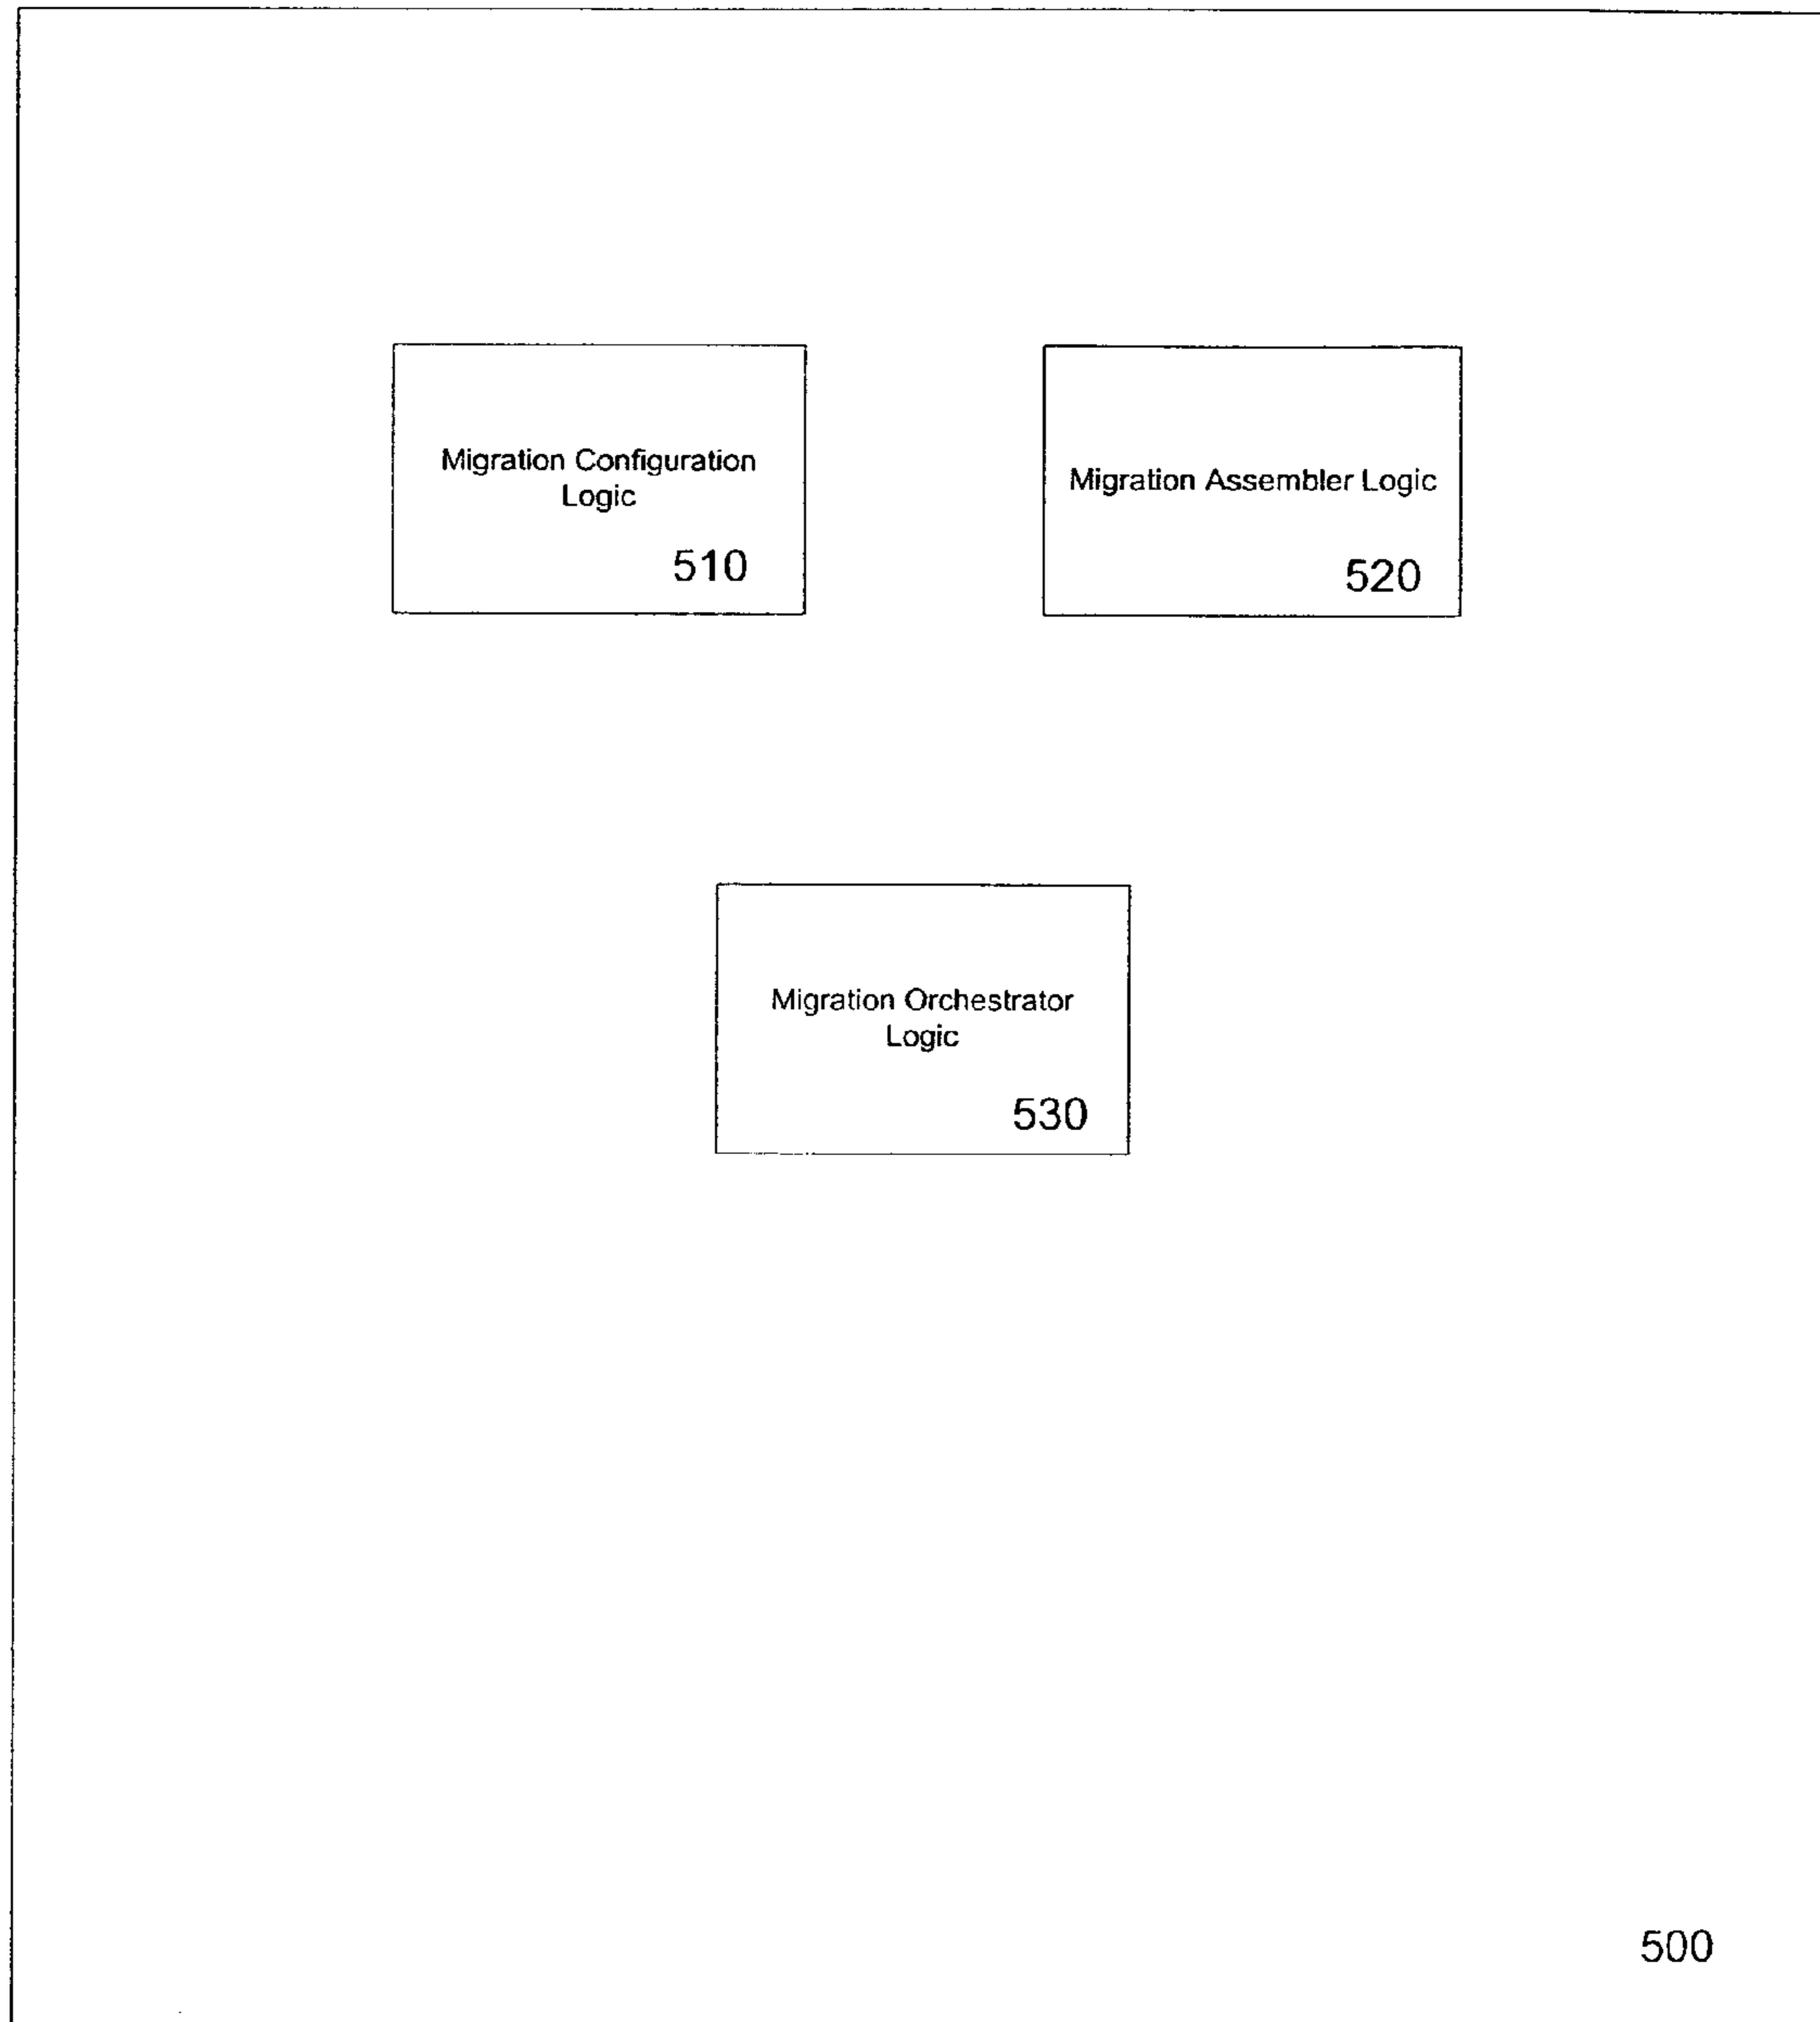 Migration Configuration
Logic
510
Migration Assembler Logic
520
Migration Orchestrator
Logic
530
500